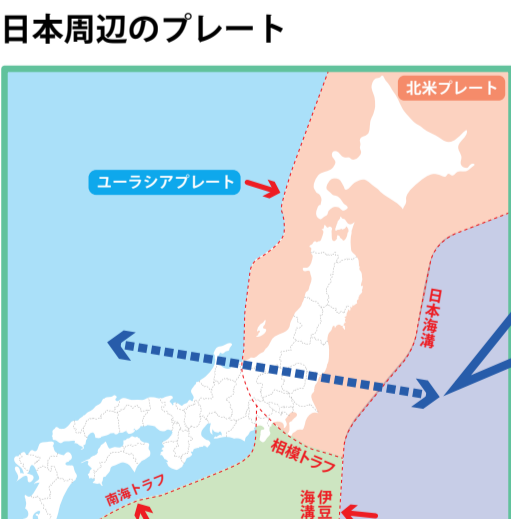 日本周辺のプレート
北米プレート
ユーラシアプレート
日本海溝
相模トラフ
南海トラフ
伊豆
海溝